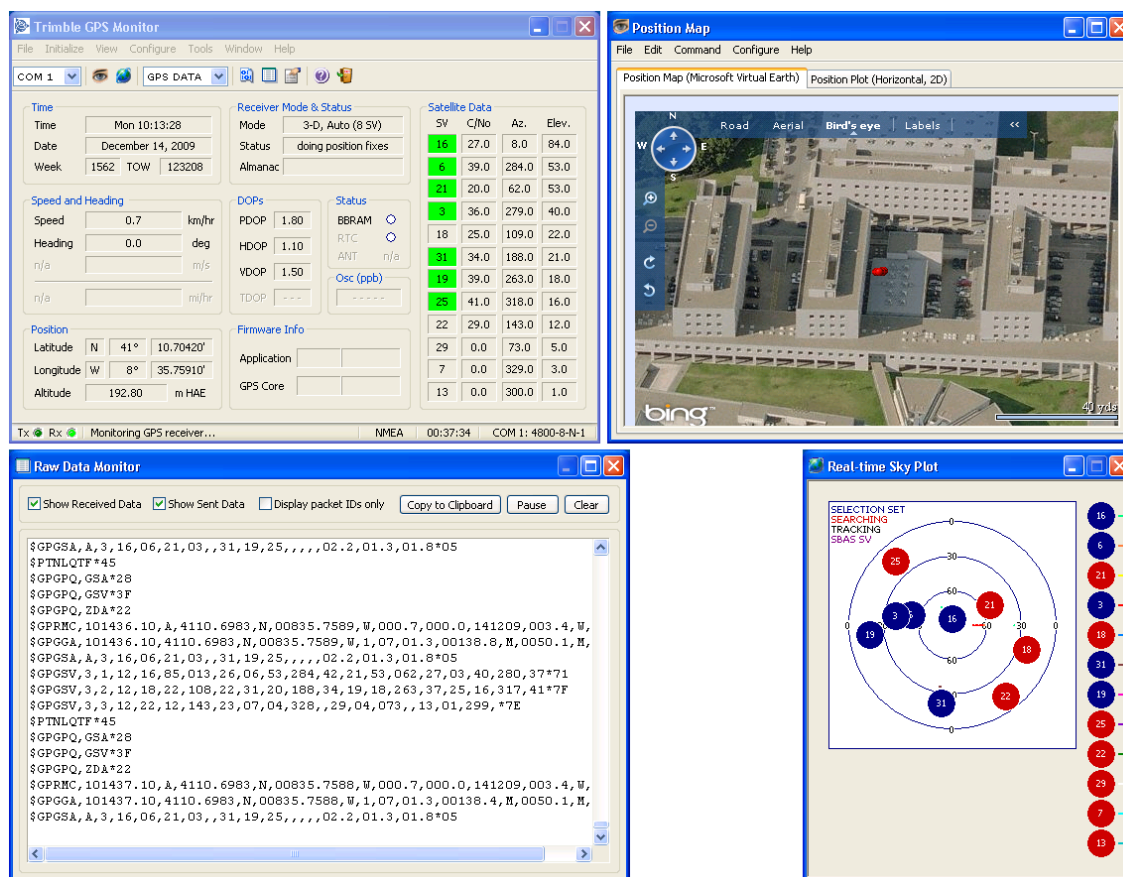 Trimble GPS Monitor
File Initialize View Configure Tools Window Help
COM 1 GPS DATA
Time
Time Mon 10:13:28
Date December 14, 2009
Week 1562 TOW 123208
Receiver Mode & Status
Mode 3-D, Auto (8 SV)
Status doing position fixes
Almanac
Satellite Data
SV C/No Az. Elev.
16 27.0 8.0 84.0
6 39.0 284.0 53.0
21 20.0 62.0 53.0
3 36.0 279.0 40.0
18 25.0 109.0 22.0
31 34.0 188.0 21.0
19 39.0 263.0 18.0
25 41.0 318.0 16.0
22 29.0 143.0 12.0
29 0.0 73.0 5.0
7 0.0 329.0 3.0
13 0.0 300.0 1.0
Speed and Heading
Speed 0.7 km/hr
Heading 0.0 deg
n/a m/s
n/a mi/hr
DOPs
PDOP 1.80
HDOP 1.10
VDOP 1.50
TDOP - - -
Status
BBRAM
RTC
ANT n/a
Osc (ppb)
- - - - -
Position
Latitude N 41° 10.70420'
Longitude W 8° 35.75910'
Altitude 192.80 m HAE
Firmware Info
Application
GPS Core
Tx Rx Monitoring GPS receiver... NMEA 00:37:34 COM 1: 4800-8-N-1
Position Map
File Edit Command Configure Help
Position Map (Microsoft Virtual Earth) Position Plot (Horizontal, 2D)
N
W E
S
Road Aerial Bird's eye Labels <<
bing
40 yds
Raw Data Monitor
Show Received Data Show Sent Data Display packet IDs only Copy to Clipboard Pause Clear
$GPGSA,A,3,16,06,21,03,,31,19,25,,,,,02.2,01.3,01.8*05
$PTNLQTF*45
$GPGPQ,GSA*28
$GPGPQ,GSV*3F
$GPGPQ,ZDA*22
$GPRMC,101436.10,A,4110.6983,N,00835.7589,W,000.7,000.0,141209,003.4,W,
$GPGGA,101436.10,4110.6983,N,00835.7589,W,1,07,01.3,00138.8,M,0050.1,M,
$GPGSA,A,3,16,06,21,03,,31,19,25,,,,,02.2,01.3,01.8*05
$GPGSV,3,1,12,16,85,013,26,06,53,284,42,21,53,062,27,03,40,280,37*71
$GPGSV,3,2,12,18,22,108,22,31,20,188,34,19,18,263,37,25,16,317,41*7F
$GPGSV,3,3,12,22,12,143,23,07,04,328,,29,04,073,,13,01,299,*7E
$PTNLQTF*45
$GPGPQ,GSA*28
$GPGPQ,GSV*3F
$GPGPQ,ZDA*22
$GPRMC,101437.10,A,4110.6983,N,00835.7588,W,000.7,000.0,141209,003.4,W,
$GPGGA,101437.10,4110.6983,N,00835.7588,W,1,07,01.3,00138.4,M,0050.1,M,
$GPGSA,A,3,16,06,21,03,,31,19,25,,,,,02.2,01.3,01.8*05
Real-time Sky Plot
SELECTION SET
SEARCHING
TRACKING
SBAS SV
0
30
25
60
21
3
16
0
60
30
0
19
18
60
31
22
0
16
6
21
3
18
31
19
25
22
29
7
13